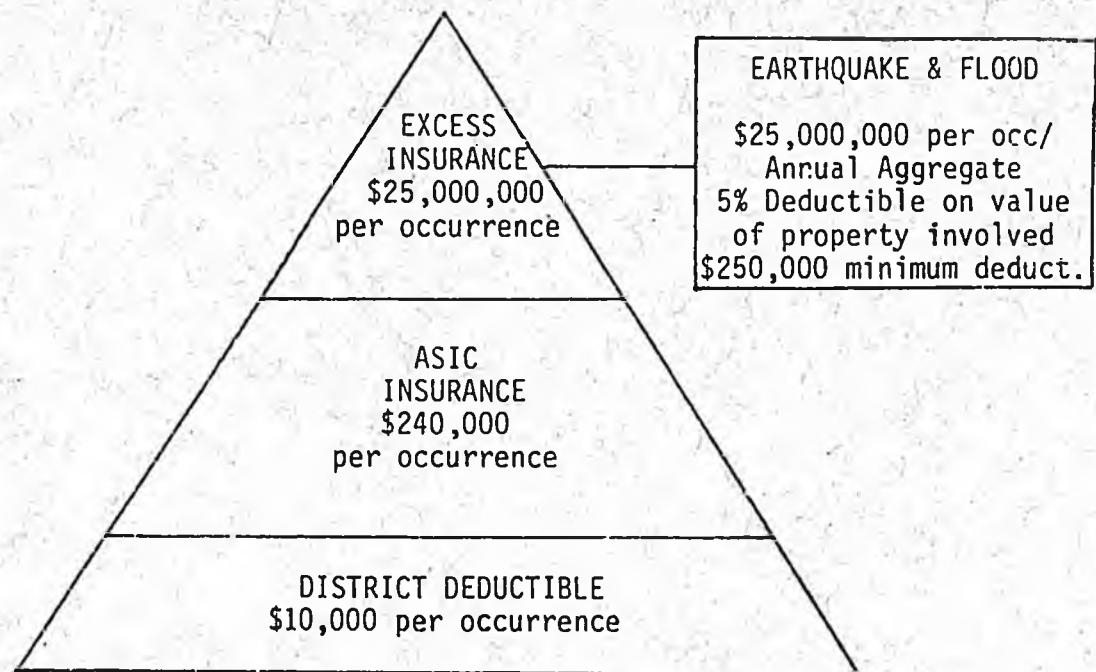 EXCESS
INSURANCE
$25,000,000
per occurrence
EARTHQUAKE & FLOOD
$25,000,000 per occ/
Annual Aggregate
5% Deductible on value
of property involved
$250,000 minimum deduct.
ASIC
INSURANCE
$240,000
per occurrence
DISTRICT DEDUCTIBLE
$10,000 per occurrence